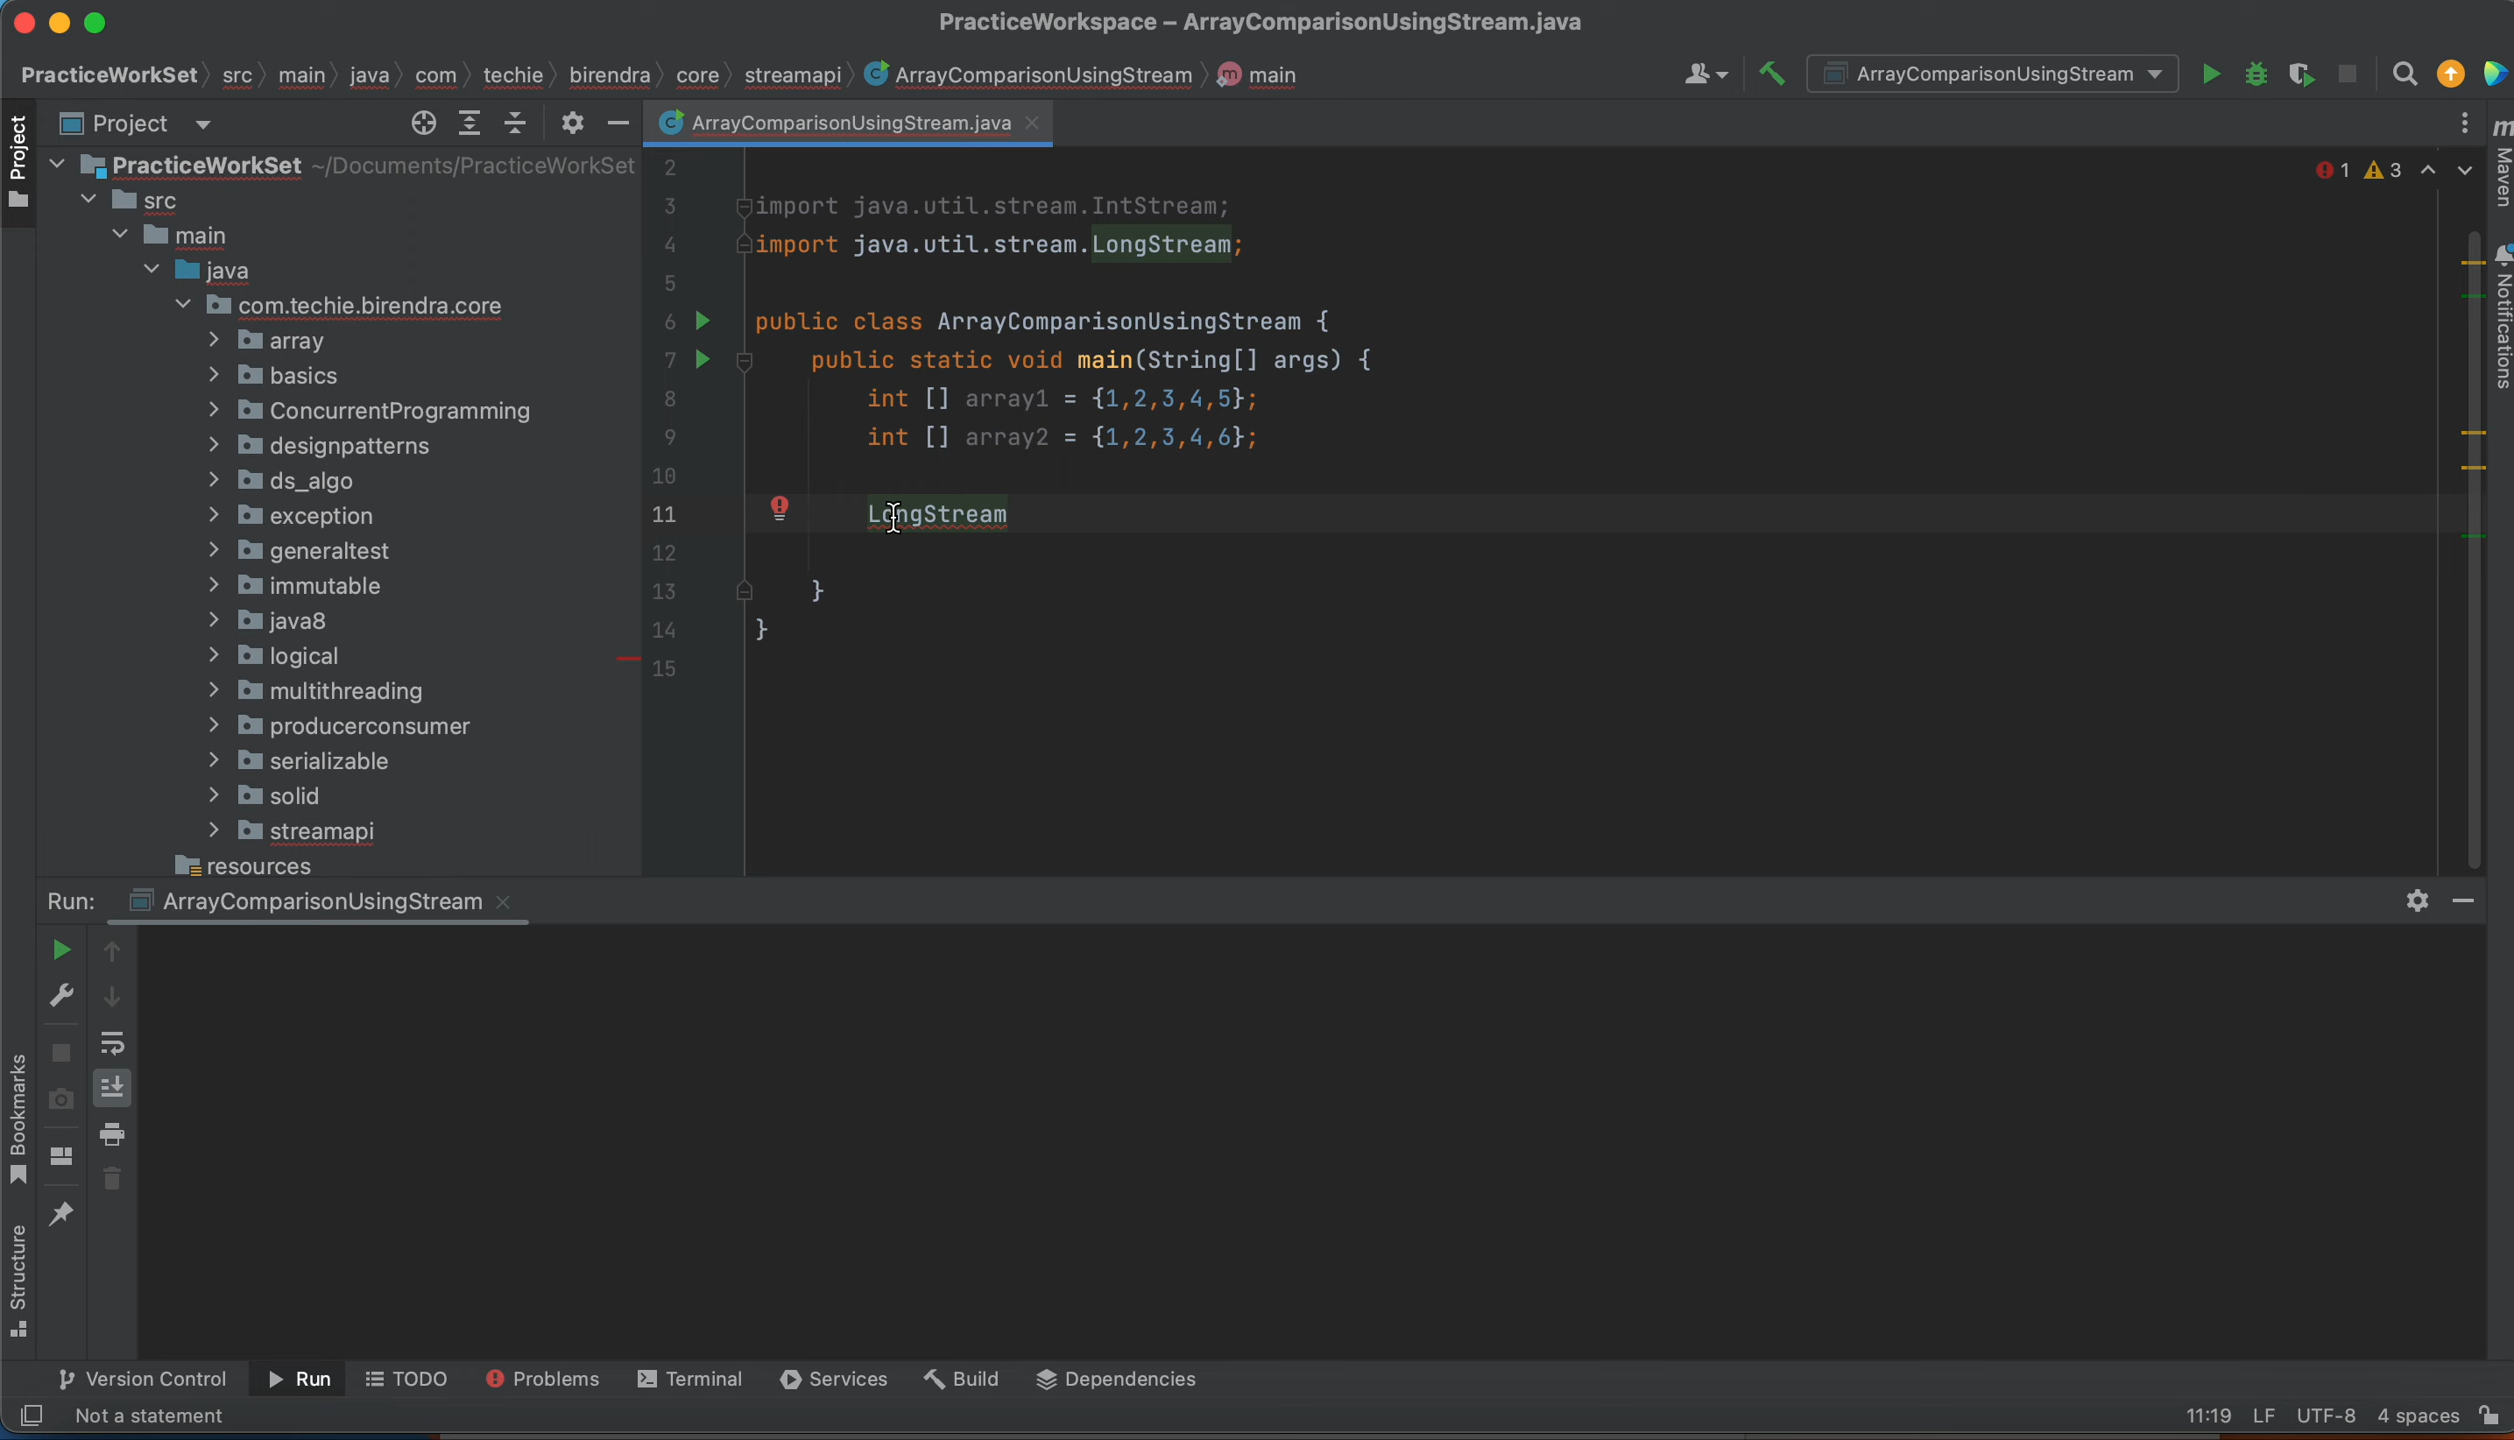 PracticeWorkspace – ArrayComparisonUsingStream.java
PracticeWorkSet src main java com techie birendra core streamapi ArrayComparisonUsingStream main
ArrayComparisonUsingStream
Project
Project
ArrayComparisonUsingStream.java
PracticeWorkSet ~/Documents/PracticeWorkSet
src
main
java
com.techie.birendra.core
array
basics
ConcurrentProgramming
designpatterns
ds_algo
exception
generaltest
immutable
java8
logical
multithreading
producerconsumer
serializable
solid
streamapi
resources
1 3
2
3 import java.util.stream.IntStream;
4 import java.util.stream.LongStream;
5
6 public class ArrayComparisonUsingStream {
7 public static void main(String[] args) {
8 int [] array1 = {1,2,3,4,5};
9 int [] array2 = {1,2,3,4,6};
10
11 LongStream
12
13 }
14 }
15
Maven
Notifications
Run: ArrayComparisonUsingStream
Bookmarks
Structure
Version Control Run TODO Problems Terminal Services Build Dependencies
Not a statement
11:19 LF UTF-8 4 spaces